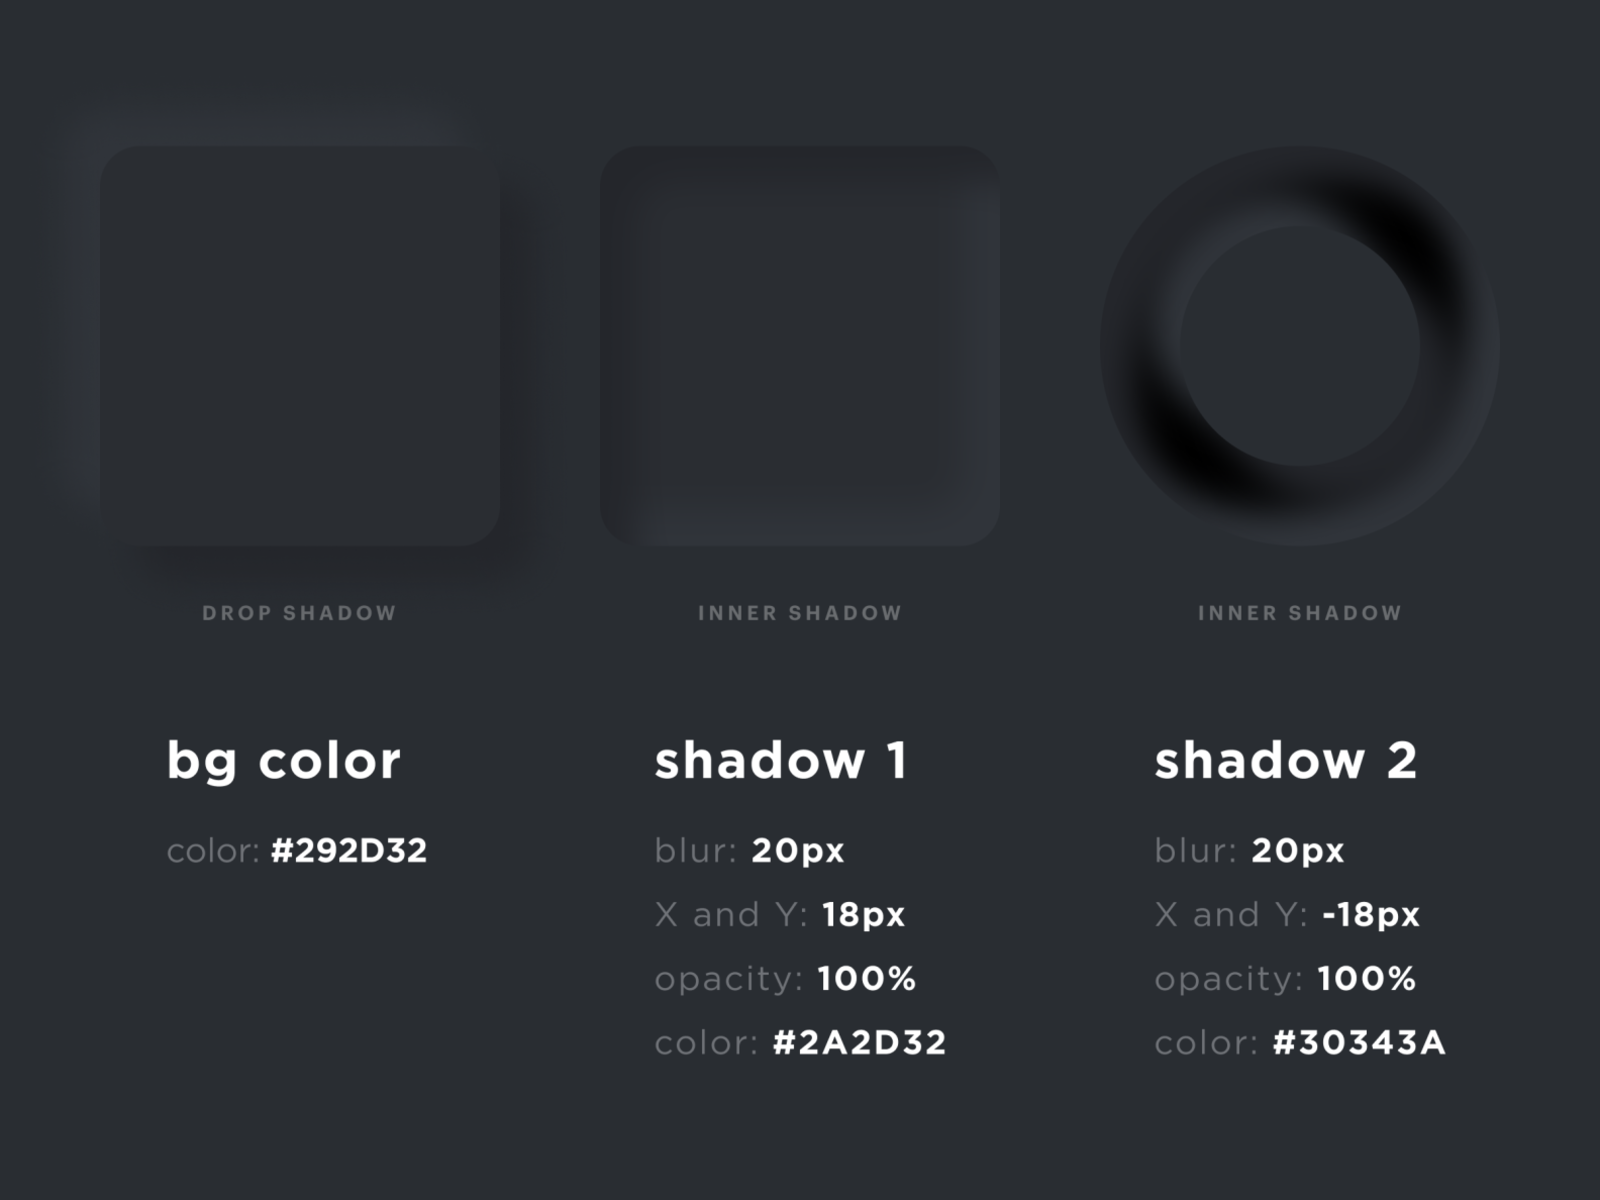 DROP SHADOW
INNER SHADOW
INNER SHADOW
bg color
color: #292D32
shadow 1
blur: 20px
X and Y: 18px
opacity: 100%
color: #2A2D32
shadow 2
blur: 20px
X and Y: -18px
opacity: 100%
color: #30343A